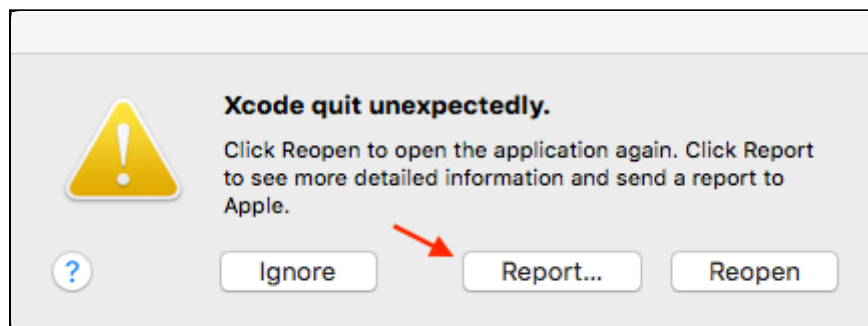 Xcode quit unexpectedly.
Click Reopen to open the application again. Click Report
to see more detailed information and send a report to
Apple.
? Ignore Report... Reopen